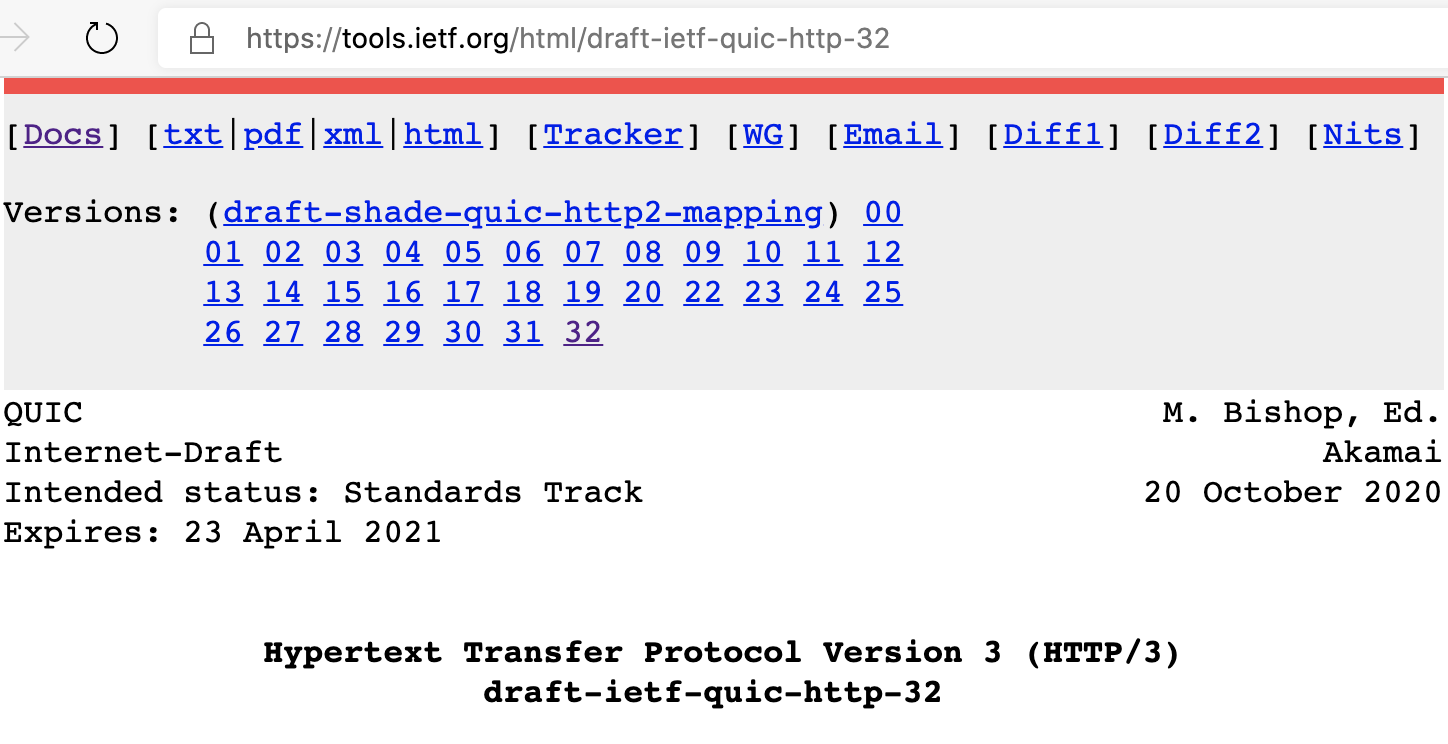 https://tools.ietf.org/html/draft-ietf-quic-http-32
[Docs] [txt|pdf|xml|html] [Tracker] [WG] [Email] [Diff1] [Diff2] [Nits]
Versions: (draft-shade-quic-http2-mapping) 00
01 02 03 04 05 06 07 08 09 10 11 12
13 14 15 16 17 18 19 20 22 23 24 25
26 27 28 29 30 31 32
QUIC M. Bishop, Ed.
Internet-Draft Akamai
Intended status: Standards Track 20 October 2020
Expires: 23 April 2021
Hypertext Transfer Protocol Version 3 (HTTP/3)
draft-ietf-quic-http-32